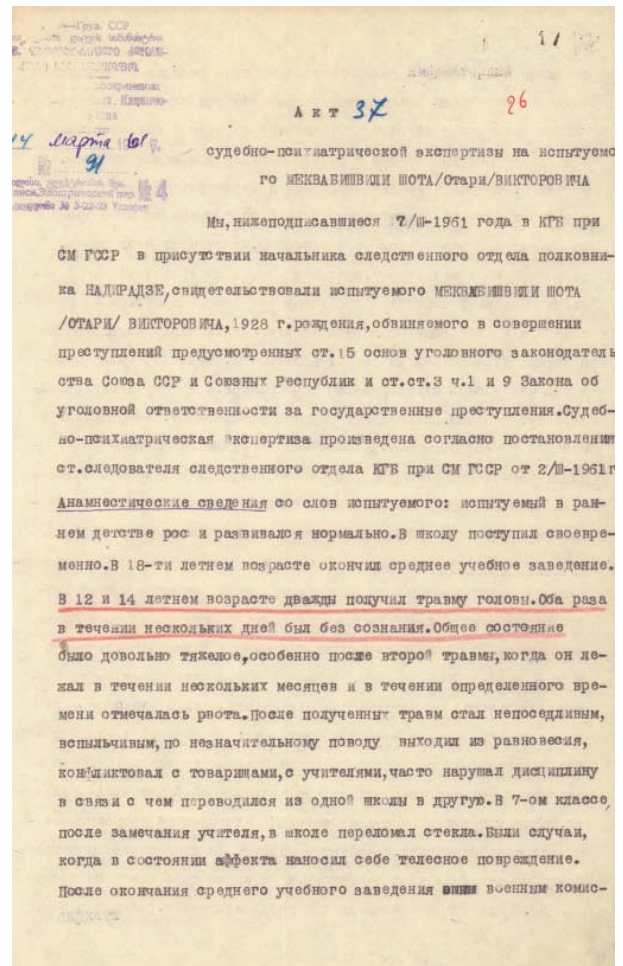 Груз. ССР
17
Акт 37
26
14 марта 61
№ 91
№ 4
судебно-психиатрической экспертизы на испытуемо
го МЕКВАБИШВИЛИ ШОТА/Отари/ВИКТОРОВИЧА
Мы,нижеподписавшиеся 7/Ш-1961 года в КГБ при
СМ ГССР в присутствии начальника следственного отдела полковни-
ка НАДИРАДЗЕ,свидетельствовали испытуемого МЕКВАБИШВИЛИ ШОТА
/ОТАРИ/ ВИКТОРОВИЧА,1928 г.рождения,обвиняемого в совершении
преступлений предусмотренных ст.15 основ уголовного законодатель
ства Союза ССР и Союзных Республик и ст.ст.3 ч.1 и 9 Закона об
уголовной ответственности за государственные преступления.Судеб-
но-психиатрическая экспертиза произведена согласно постановления
ст.следователя следственного отдела КГБ при СМ ГССР от 2/Ш-1961г
Анамнестические сведения со слов испытуемого: испытуемый в ран-
нем детстве рос и развивался нормально.В школу поступил своевре-
менно.В 18-ти летнем возрасте окончил среднее учебное заведение.
В 12 и 14 летнем возрасте дважды получил травму головы.Оба раза
в течении нескольких дней был без сознания.Общее состояние
было довольно тяжелое,особенно после второй травмы,когда он ле-
жал в течении нескольких месяцев и в течении определенного вре-
мени отмечалась рвота.После полученных травм стал непоседливым,
вспыльчивым,по незначительному поводу выходил из равновесия,
конфликтовал с товарищами,с учителями,часто нарушал дисциплину
в связи с чем переводился из одной школы в другую.В 7-ом классе,
после замечания учителя,в школе переломал стекла.Были случаи,
когда в состоянии аффекта наносил себе телесное повреждение.
После окончания среднего учебного заведения военным комис-